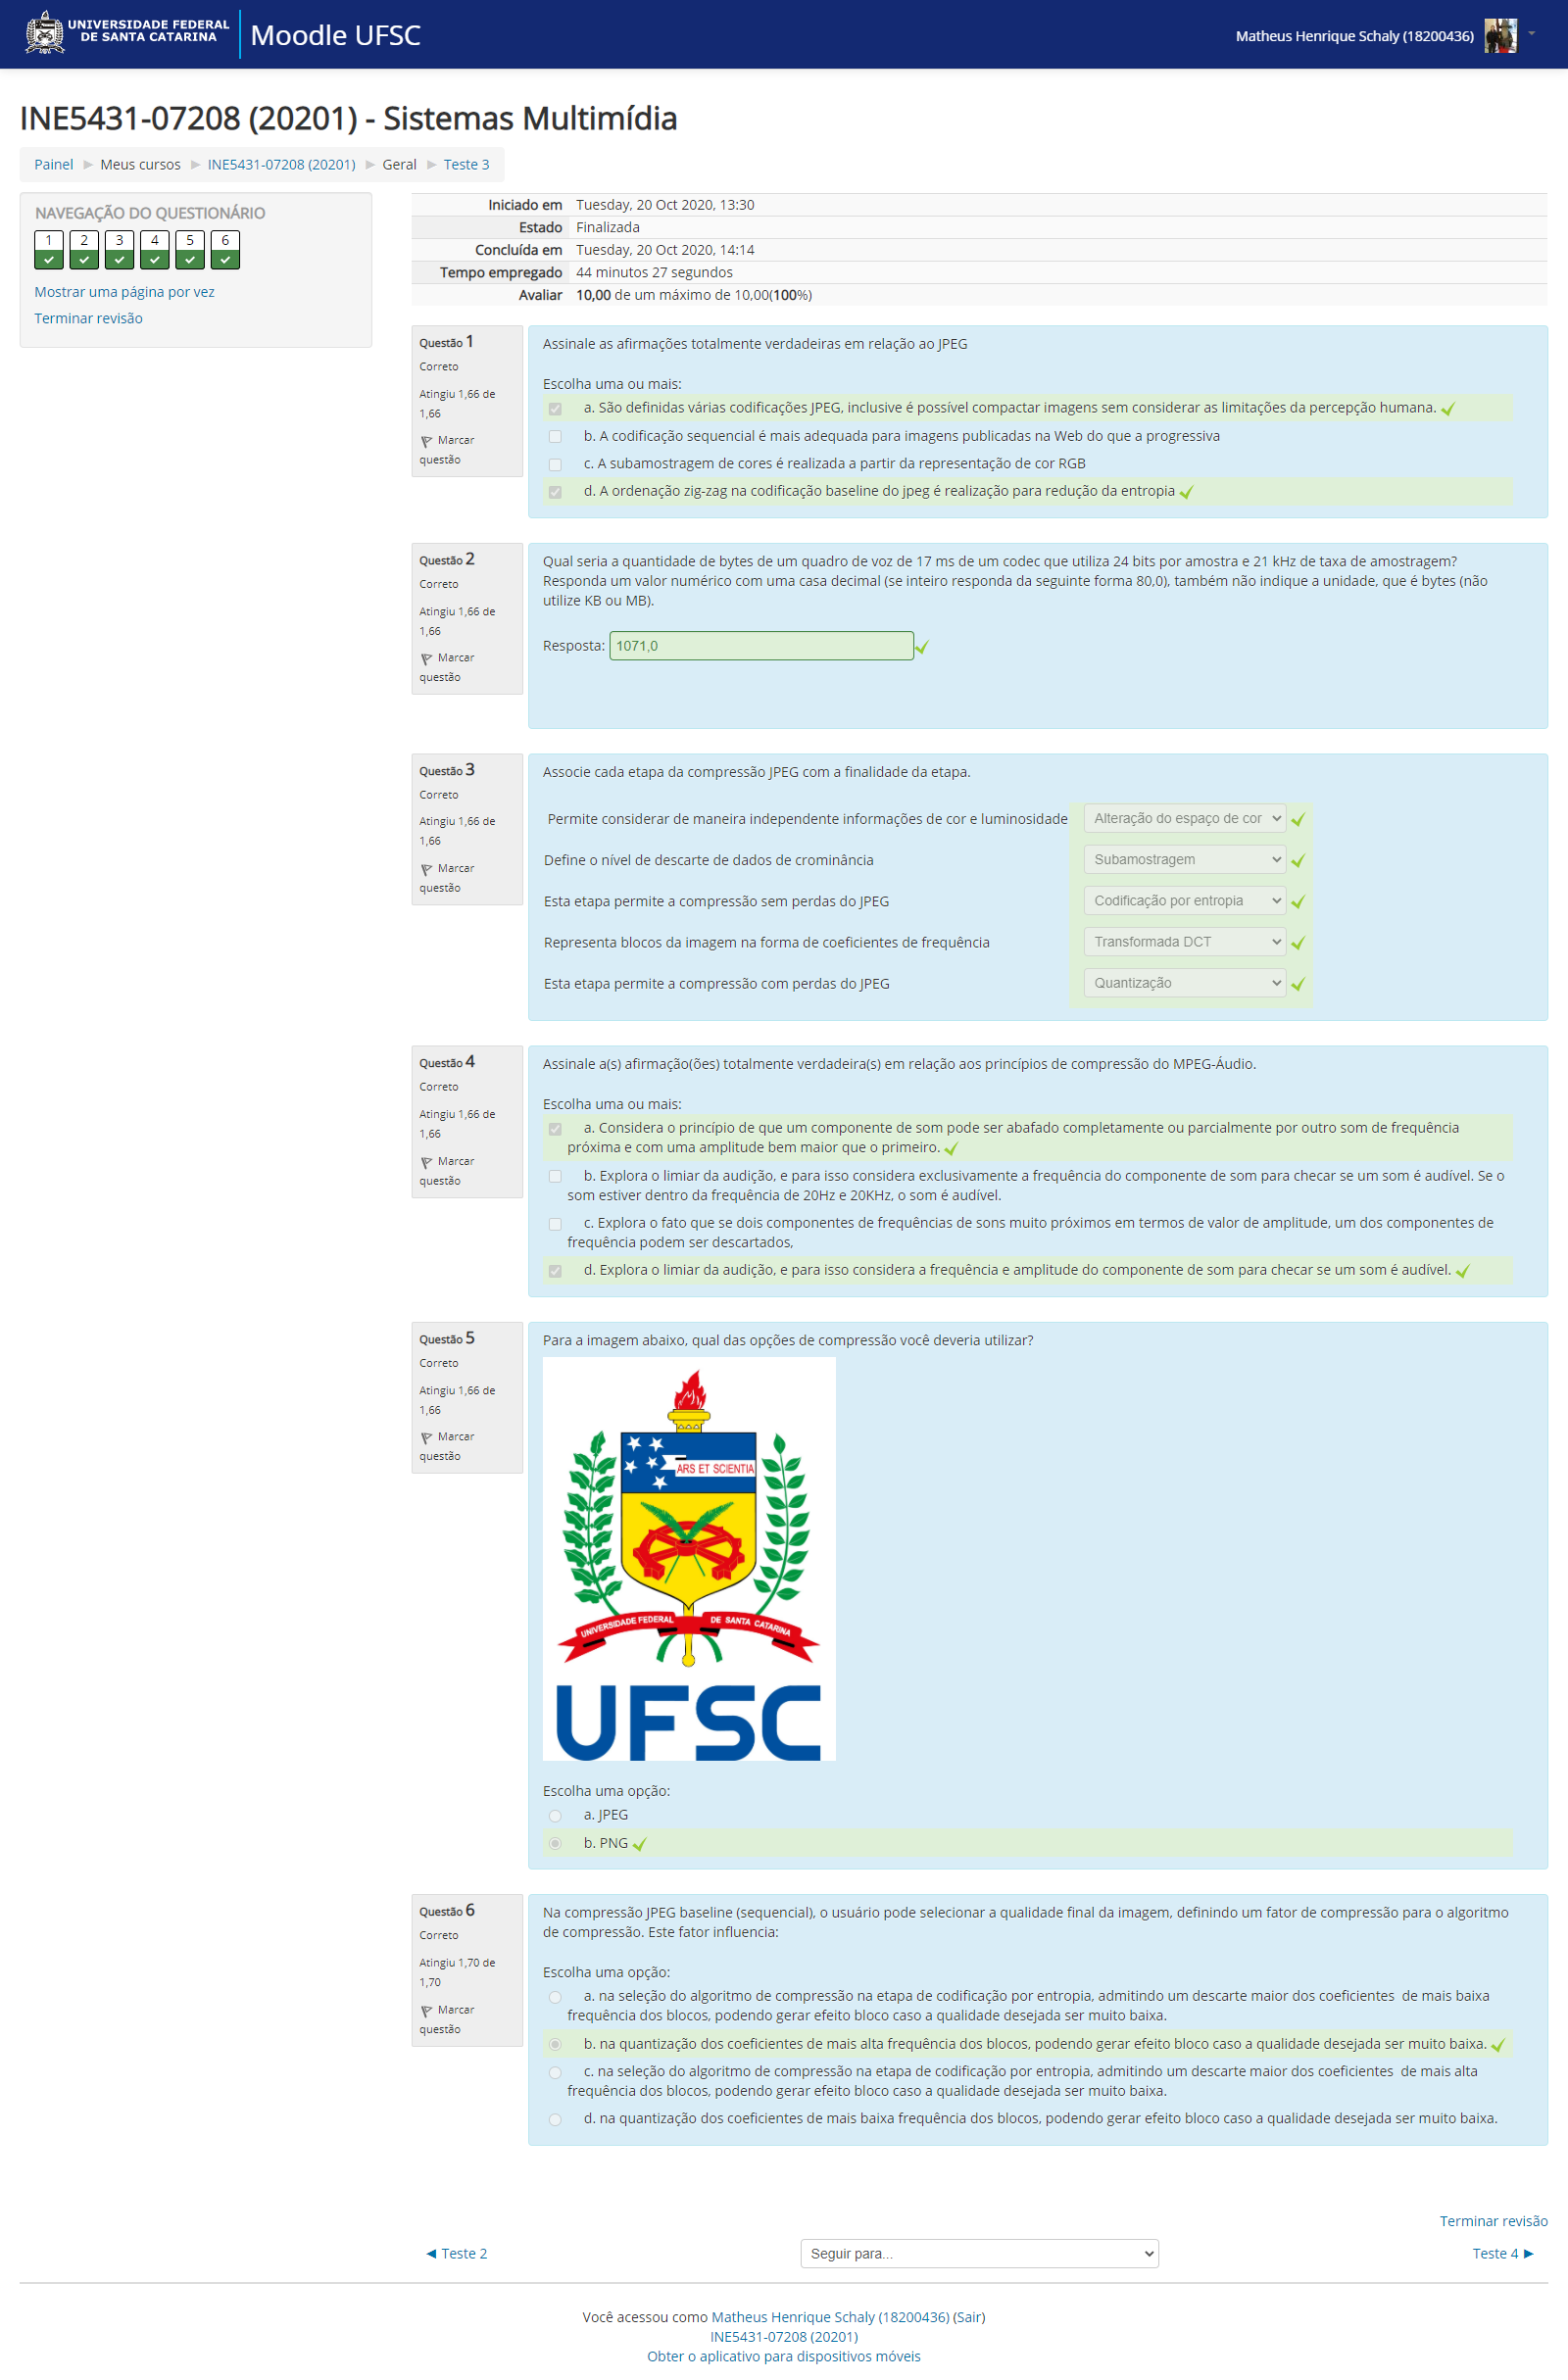 UNIVERSIDADE FEDERAL
DE SANTA CATARINA
Moodle UFSC
Matheus Henrique Schaly (18200436)
INE5431-07208 (20201) - Sistemas Multimídia
Painel ► Meus cursos ► INE5431-07208 (20201) ► Geral ► Teste 3
NAVEGAÇÃO DO QUESTIONÁRIO
1 2 3 4 5 6
Mostrar uma página por vez
Terminar revisão
Iniciado em Tuesday, 20 Oct 2020, 13:30
Estado Finalizada
Concluída em Tuesday, 20 Oct 2020, 14:14
Tempo empregado 44 minutos 27 segundos
Avaliar 10,00 de um máximo de 10,00(100%)
Questão 1
Correto
Atingiu 1,66 de
1,66
Marcar
questão
Assinale as afirmações totalmente verdadeiras em relação ao JPEG
Escolha uma ou mais:
a. São definidas várias codificações JPEG, inclusive é possível compactar imagens sem considerar as limitações da percepção humana.
b. A codificação sequencial é mais adequada para imagens publicadas na Web do que a progressiva
c. A subamostragem de cores é realizada a partir da representação de cor RGB
d. A ordenação zig-zag na codificação baseline do jpeg é realização para redução da entropia
Questão 2
Correto
Atingiu 1,66 de
1,66
Marcar
questão
Qual seria a quantidade de bytes de um quadro de voz de 17 ms de um codec que utiliza 24 bits por amostra e 21 kHz de taxa de amostragem?
Responda um valor numérico com uma casa decimal (se inteiro responda da seguinte forma 80,0), também não indique a unidade, que é bytes (não
utilize KB ou MB).
Resposta: 1071,0
Questão 3
Correto
Atingiu 1,66 de
1,66
Marcar
questão
Associe cada etapa da compressão JPEG com a finalidade da etapa.
Permite considerar de maneira independente informações de cor e luminosidade Alteração do espaço de cor
Define o nível de descarte de dados de crominância Subamostragem
Esta etapa permite a compressão sem perdas do JPEG Codificação por entropia
Representa blocos da imagem na forma de coeficientes de frequência Transformada DCT
Esta etapa permite a compressão com perdas do JPEG Quantização
Questão 4
Correto
Atingiu 1,66 de
1,66
Marcar
questão
Assinale a(s) afirmação(ões) totalmente verdadeira(s) em relação aos princípios de compressão do MPEG-Áudio.
Escolha uma ou mais:
a. Considera o princípio de que um componente de som pode ser abafado completamente ou parcialmente por outro som de frequência
próxima e com uma amplitude bem maior que o primeiro.
b. Explora o limiar da audição, e para isso considera exclusivamente a frequência do componente de som para checar se um som é audível. Se o
som estiver dentro da frequência de 20Hz e 20KHz, o som é audível.
c. Explora o fato que se dois componentes de frequências de sons muito próximos em termos de valor de amplitude, um dos componentes de
frequência podem ser descartados,
d. Explora o limiar da audição, e para isso considera a frequência e amplitude do componente de som para checar se um som é audível.
Questão 5
Correto
Atingiu 1,66 de
1,66
Marcar
questão
Para a imagem abaixo, qual das opções de compressão você deveria utilizar?
ARS ET SCIENTIA
UNIVERSIDADE FEDERAL DE SANTA CATARINA
UFSC
Escolha uma opção:
a. JPEG
b. PNG
Questão 6
Correto
Atingiu 1,70 de
1,70
Marcar
questão
Na compressão JPEG baseline (sequencial), o usuário pode selecionar a qualidade final da imagem, definindo um fator de compressão para o algoritmo
de compressão. Este fator influencia:
Escolha uma opção:
a. na seleção do algoritmo de compressão na etapa de codificação por entropia, admitindo um descarte maior dos coeficientes de mais baixa
frequência dos blocos, podendo gerar efeito bloco caso a qualidade desejada ser muito baixa.
b. na quantização dos coeficientes de mais alta frequência dos blocos, podendo gerar efeito bloco caso a qualidade desejada ser muito baixa.
c. na seleção do algoritmo de compressão na etapa de codificação por entropia, admitindo um descarte maior dos coeficientes de mais alta
frequência dos blocos, podendo gerar efeito bloco caso a qualidade desejada ser muito baixa.
d. na quantização dos coeficientes de mais baixa frequência dos blocos, podendo gerar efeito bloco caso a qualidade desejada ser muito baixa.
Terminar revisão
◄ Teste 2
Seguir para...
Teste 4 ►
Você acessou como Matheus Henrique Schaly (18200436) (Sair)
INE5431-07208 (20201)
Obter o aplicativo para dispositivos móveis